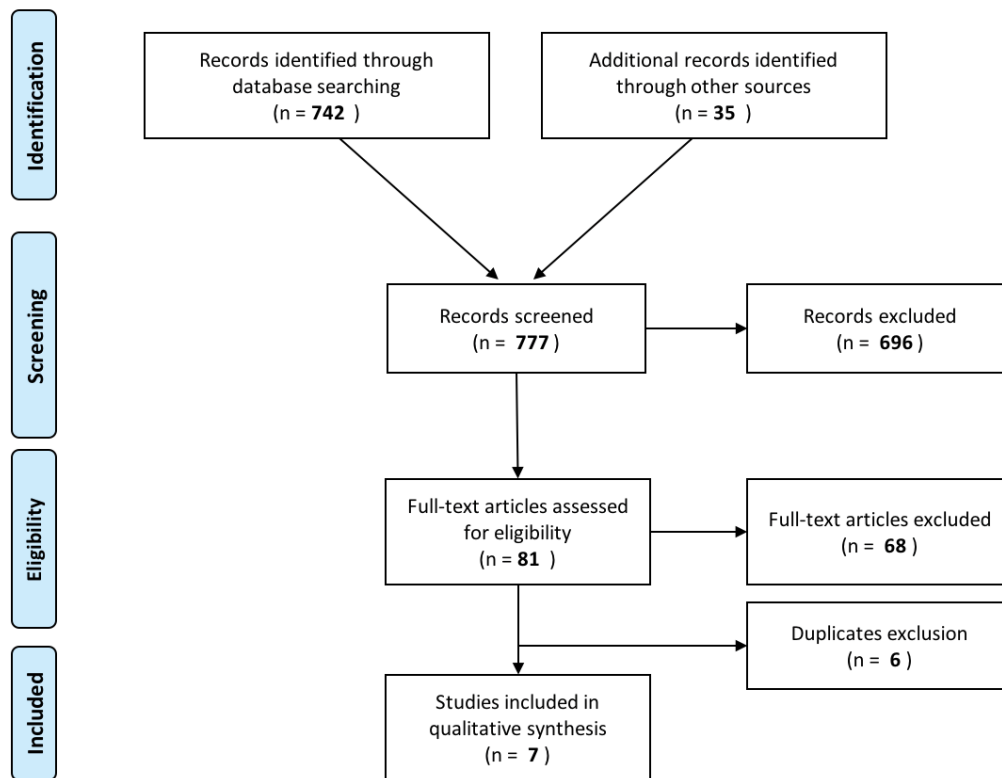 Identification
Records identified through
database searching
(n = 742 )
Additional records identified
through other sources
(n = 35 )
Screening
Records screened
(n = 777 )
Records excluded
(n = 696 )
Eligibility
Full-text articles assessed
for eligibility
(n = 81 )
Full-text articles excluded
(n = 68 )
Duplicates exclusion
(n = 6 )
Included
Studies included in
qualitative synthesis
(n = 7 )